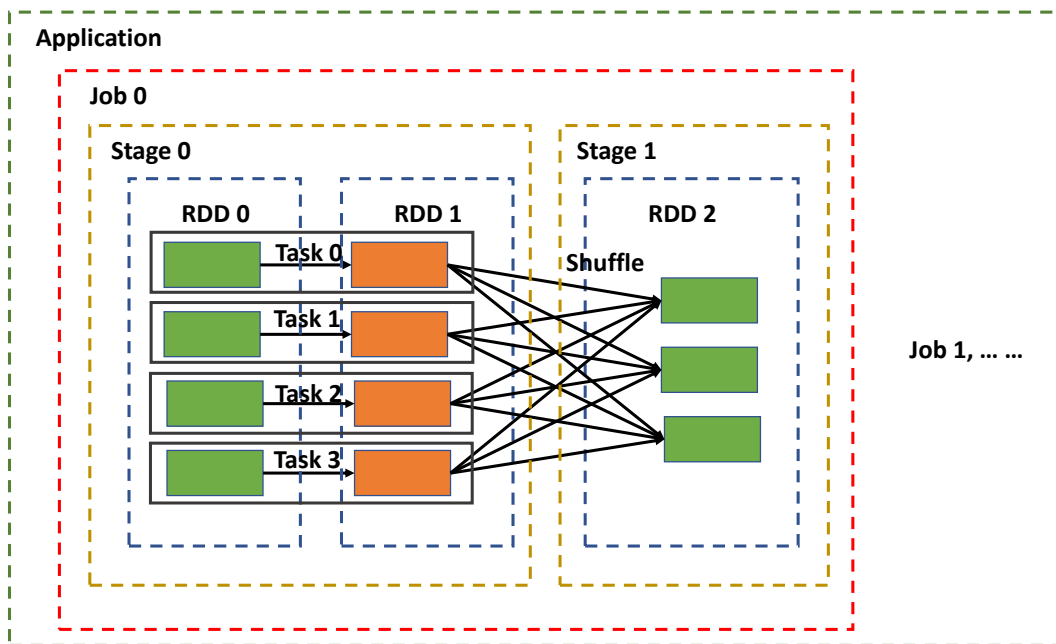 Application
Job 0
Stage 0
Stage 1
RDD 0
RDD 1
RDD 2
Task 0
Shuffle
Task 1
Job 1, … …
Task 2
Task 3